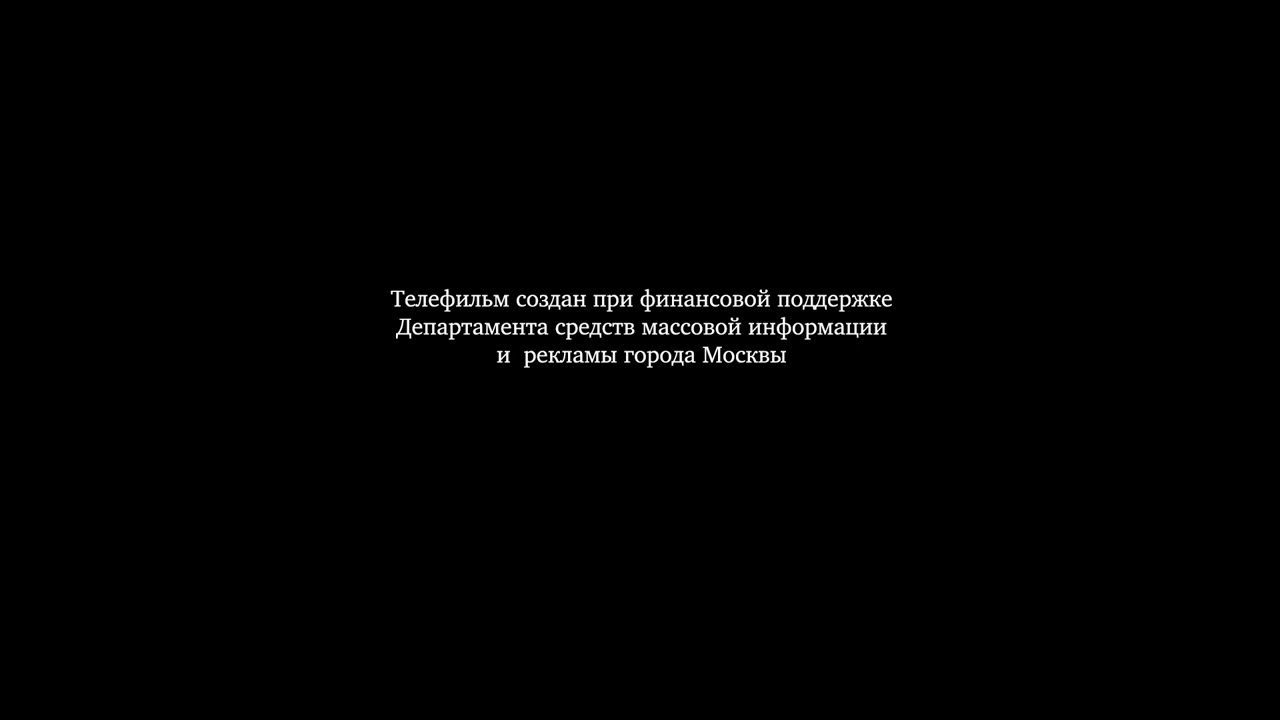 Телефильм создан при финансовой поддержке
Департамента средств массовой информации
и  рекламы города Москвы